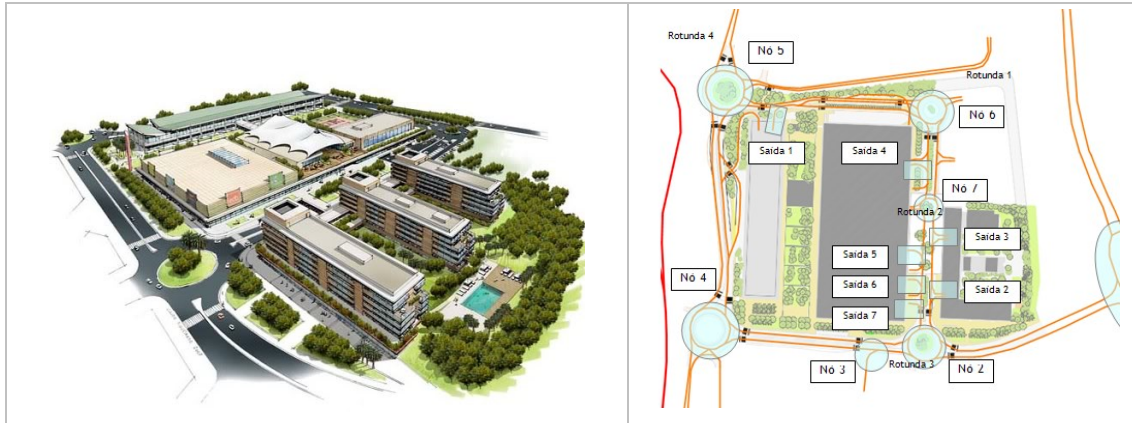 Rotunda 4
Nó 5
Rotunda 1
Nó 6
Saída 1
Saída 4
Nó 7
Rotunda 2
Saída 3
Saída 5
Nó 4
Saída 6
Saída 2
Saída 7
Rotunda 3
Nó 3
Nó 2